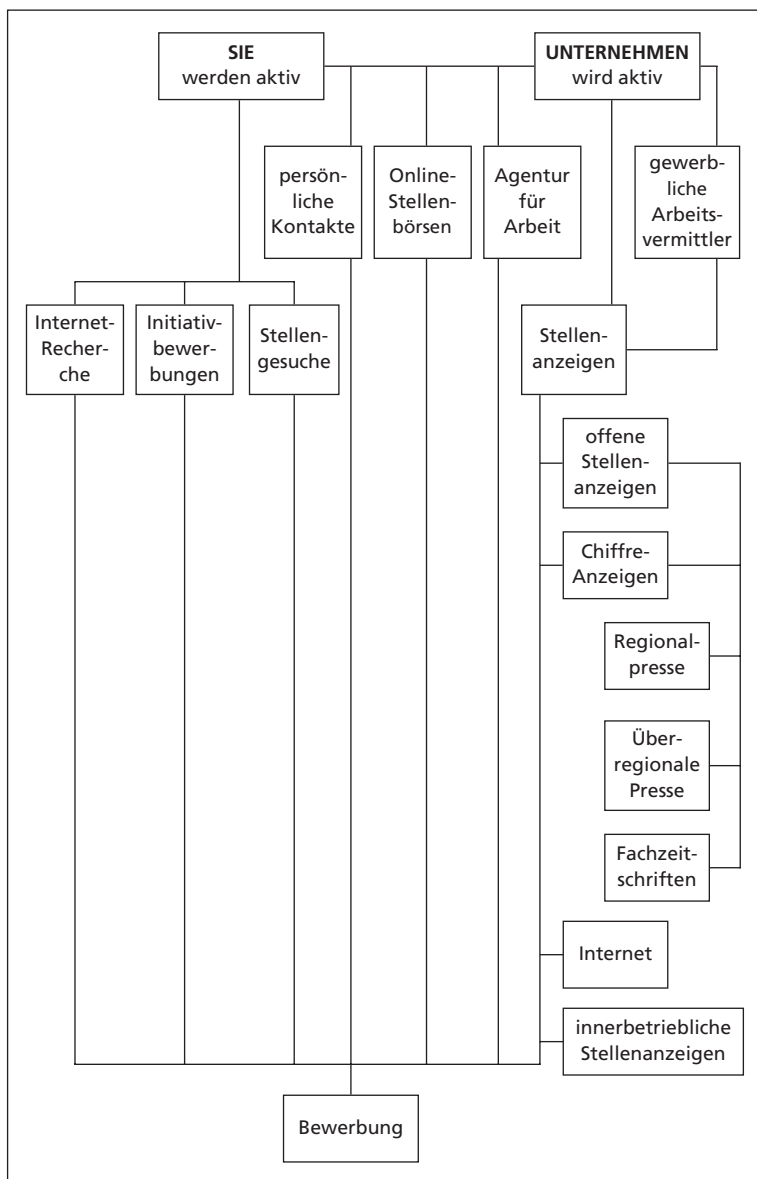 SIE
werden aktiv
UNTERNEHMEN
wird aktiv
persön-
liche
Kontakte
Online-
Stellen-
börsen
Agentur
für
Arbeit
gewerb-
liche
Arbeits-
vermittler
Internet-
Recher-
che
Initiativ-
bewer-
bungen
Stellen-
gesuche
Stellen-
anzeigen
offene
Stellen-
anzeigen
Chiffre-
Anzeigen
Regional-
presse
Über-
regionale
Presse
Fachzeit-
schriften
Internet
innerbetriebliche
Stellenanzeigen
Bewerbung